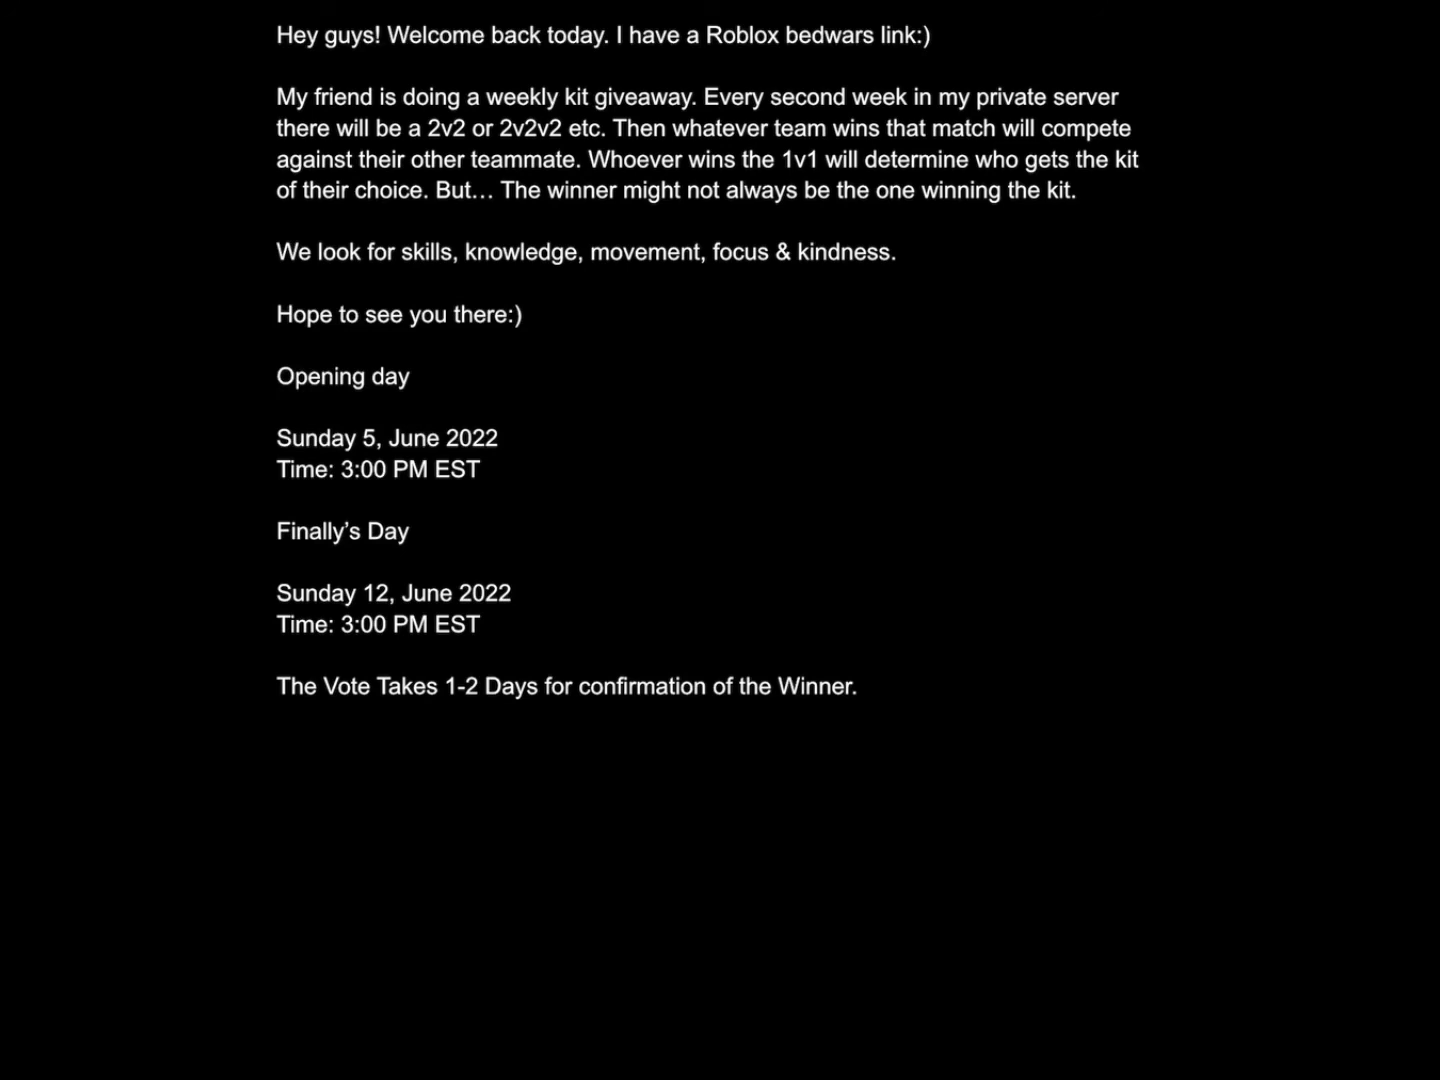 Hey guys! Welcome back today. I have a Roblox bedwars link:)
My friend is doing a weekly kit giveaway. Every second week in my private server
there will be a 2v2 or 2v2v2 etc. Then whatever team wins that match will compete
against their other teammate. Whoever wins the 1v1 will determine who gets the kit
of their choice. But… The winner might not always be the one winning the kit.
We look for skills, knowledge, movement, focus & kindness.
Hope to see you there:)
Opening day
Sunday 5, June 2022
Time: 3:00 PM EST
Finally’s Day
Sunday 12, June 2022
Time: 3:00 PM EST
The Vote Takes 1-2 Days for confirmation of the Winner.